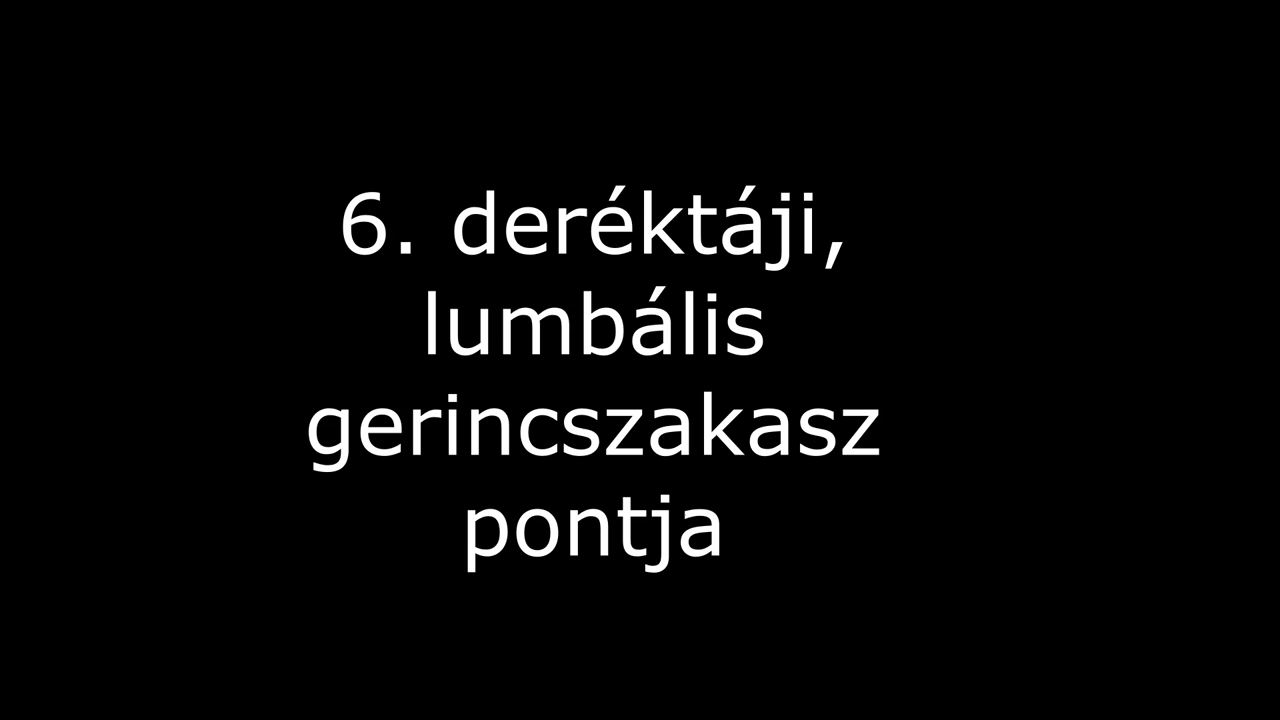 6. deréktáji,
lumbális
gerincszakasz
pontja